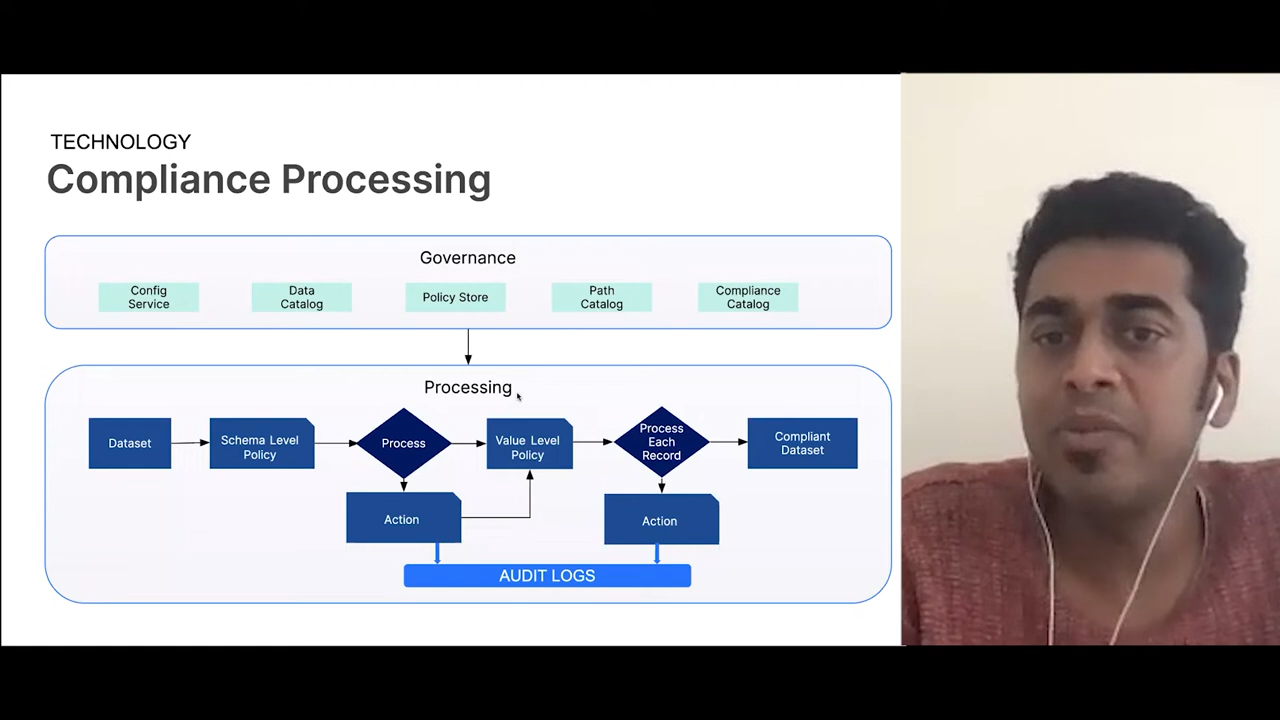 TECHNOLOGY
Compliance Processing
Governance
Config
Service
Data
Catalog
Policy Store
Path
Catalog
Compliance
Catalog
Processing
Dataset
Schema Level
Policy
Process
Value Level
Policy
Process
Each
Record
Compliant
Dataset
Action
Action
AUDIT LOGS